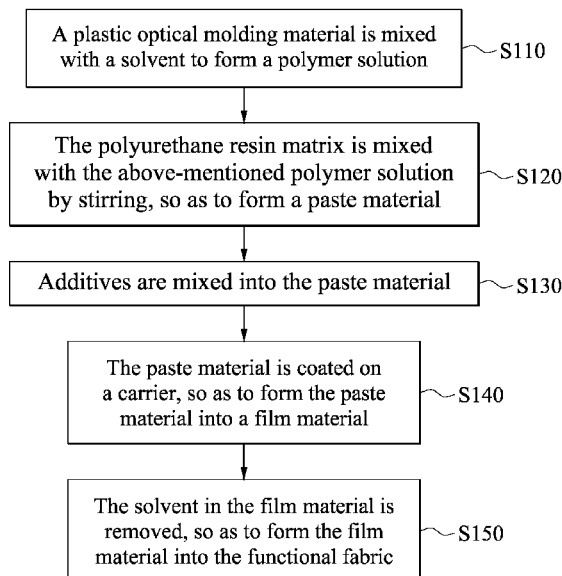 A plastic optical molding material is mixed
with a solvent to form a polymer solution
S110
The polyurethane resin matrix is mixed
with the above-mentioned polymer solution
by stirring, so as to form a paste material
S120
Additives are mixed into the paste material
S130
The paste material is coated on
a carrier, so as to form the paste
material into a film material
S140
The solvent in the film material is
removed, so as to form the film
material into the functional fabric
S150